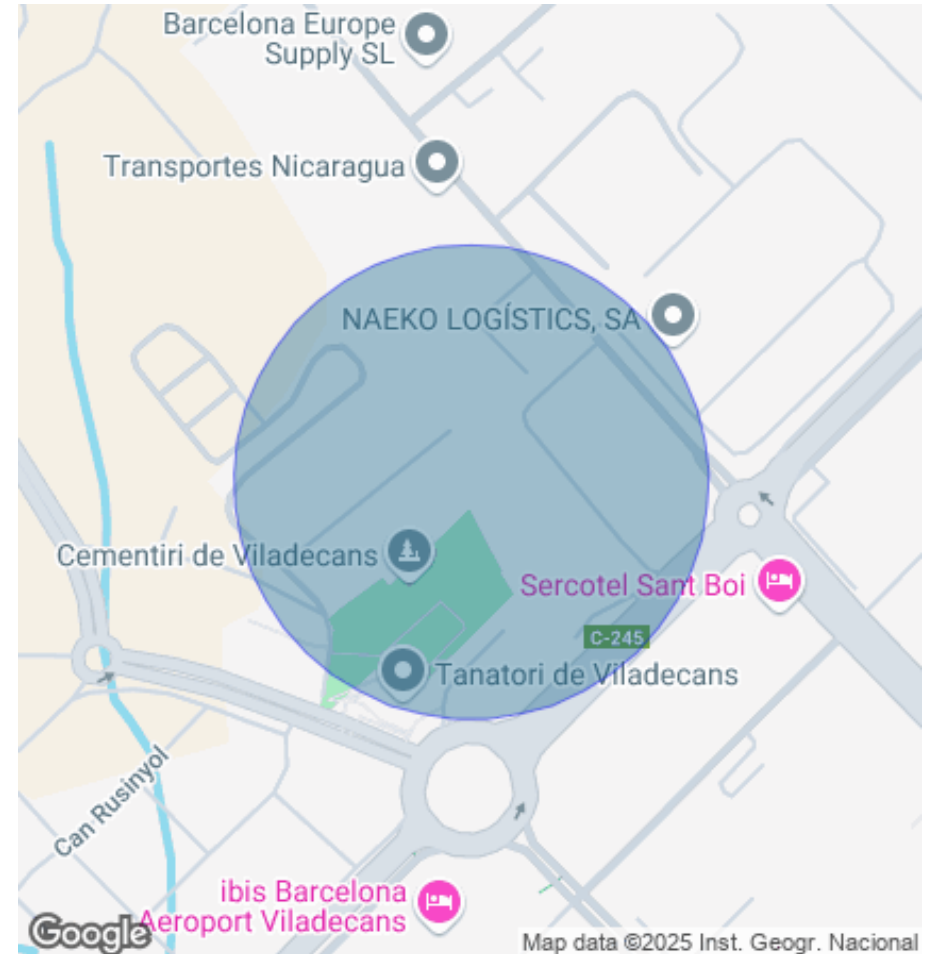 Barcelona Europe
Supply SL
Transportes Nicaragua
NAEKO LOGÍSTICS, SA
Cementiri de Viladecans
Sercotel Sant Boi
C-245
Tanatori de Viladecans
Can Rusinyol
ibis Barcelona
Aeroport Viladecans
Google
Map data ©2025 Inst. Geogr. Nacional